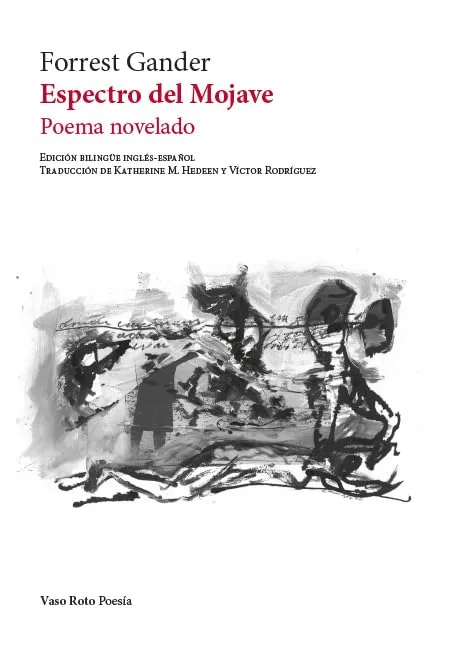 Forrest Gander
Espectro del Mojave
Poema novelado
Edición bilingüe inglés-español
Traducción de Katherine M. Hedeen y Víctor Rodríguez
Vaso Roto Poesía